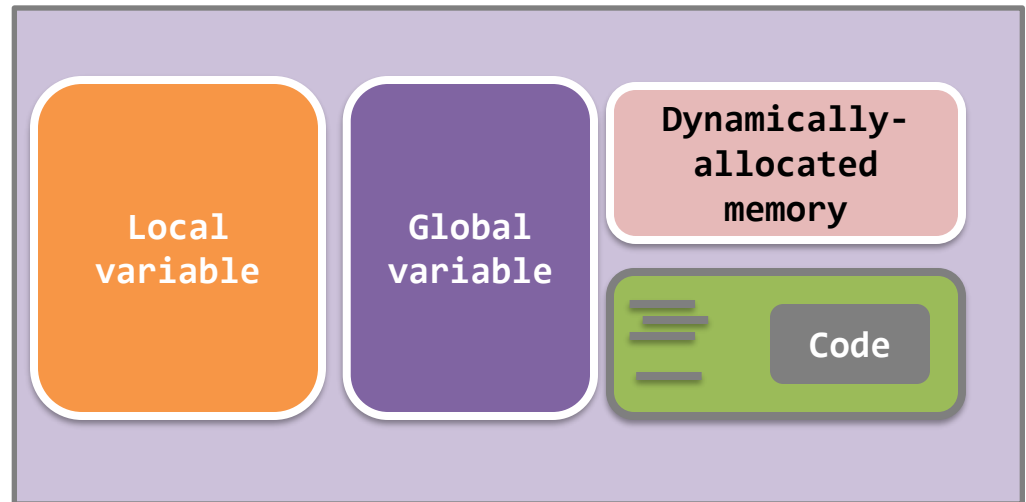 Local
variable
Global
variable
Dynamically-
allocated
memory
Code